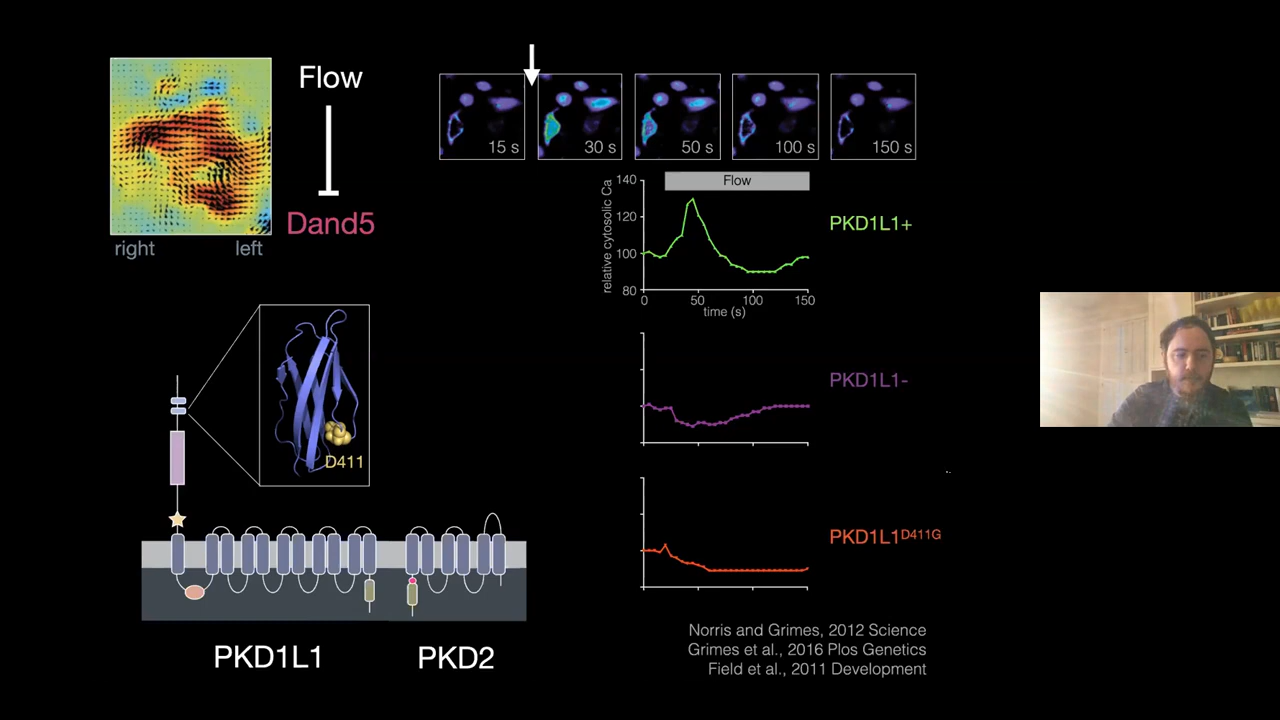 Flow
Dand5
right left
15 s 30 s 50 s 100 s 150 s
140
120
100
80
relative cytosolic Ca
Flow
0 50 100 150
time (s)
PKD1L1+
PKD1L1-
PKD1L1D411G
D411
PKD1L1 PKD2
Norris and Grimes, 2012 Science
Grimes et al., 2016 Plos Genetics
Field et al., 2011 Development